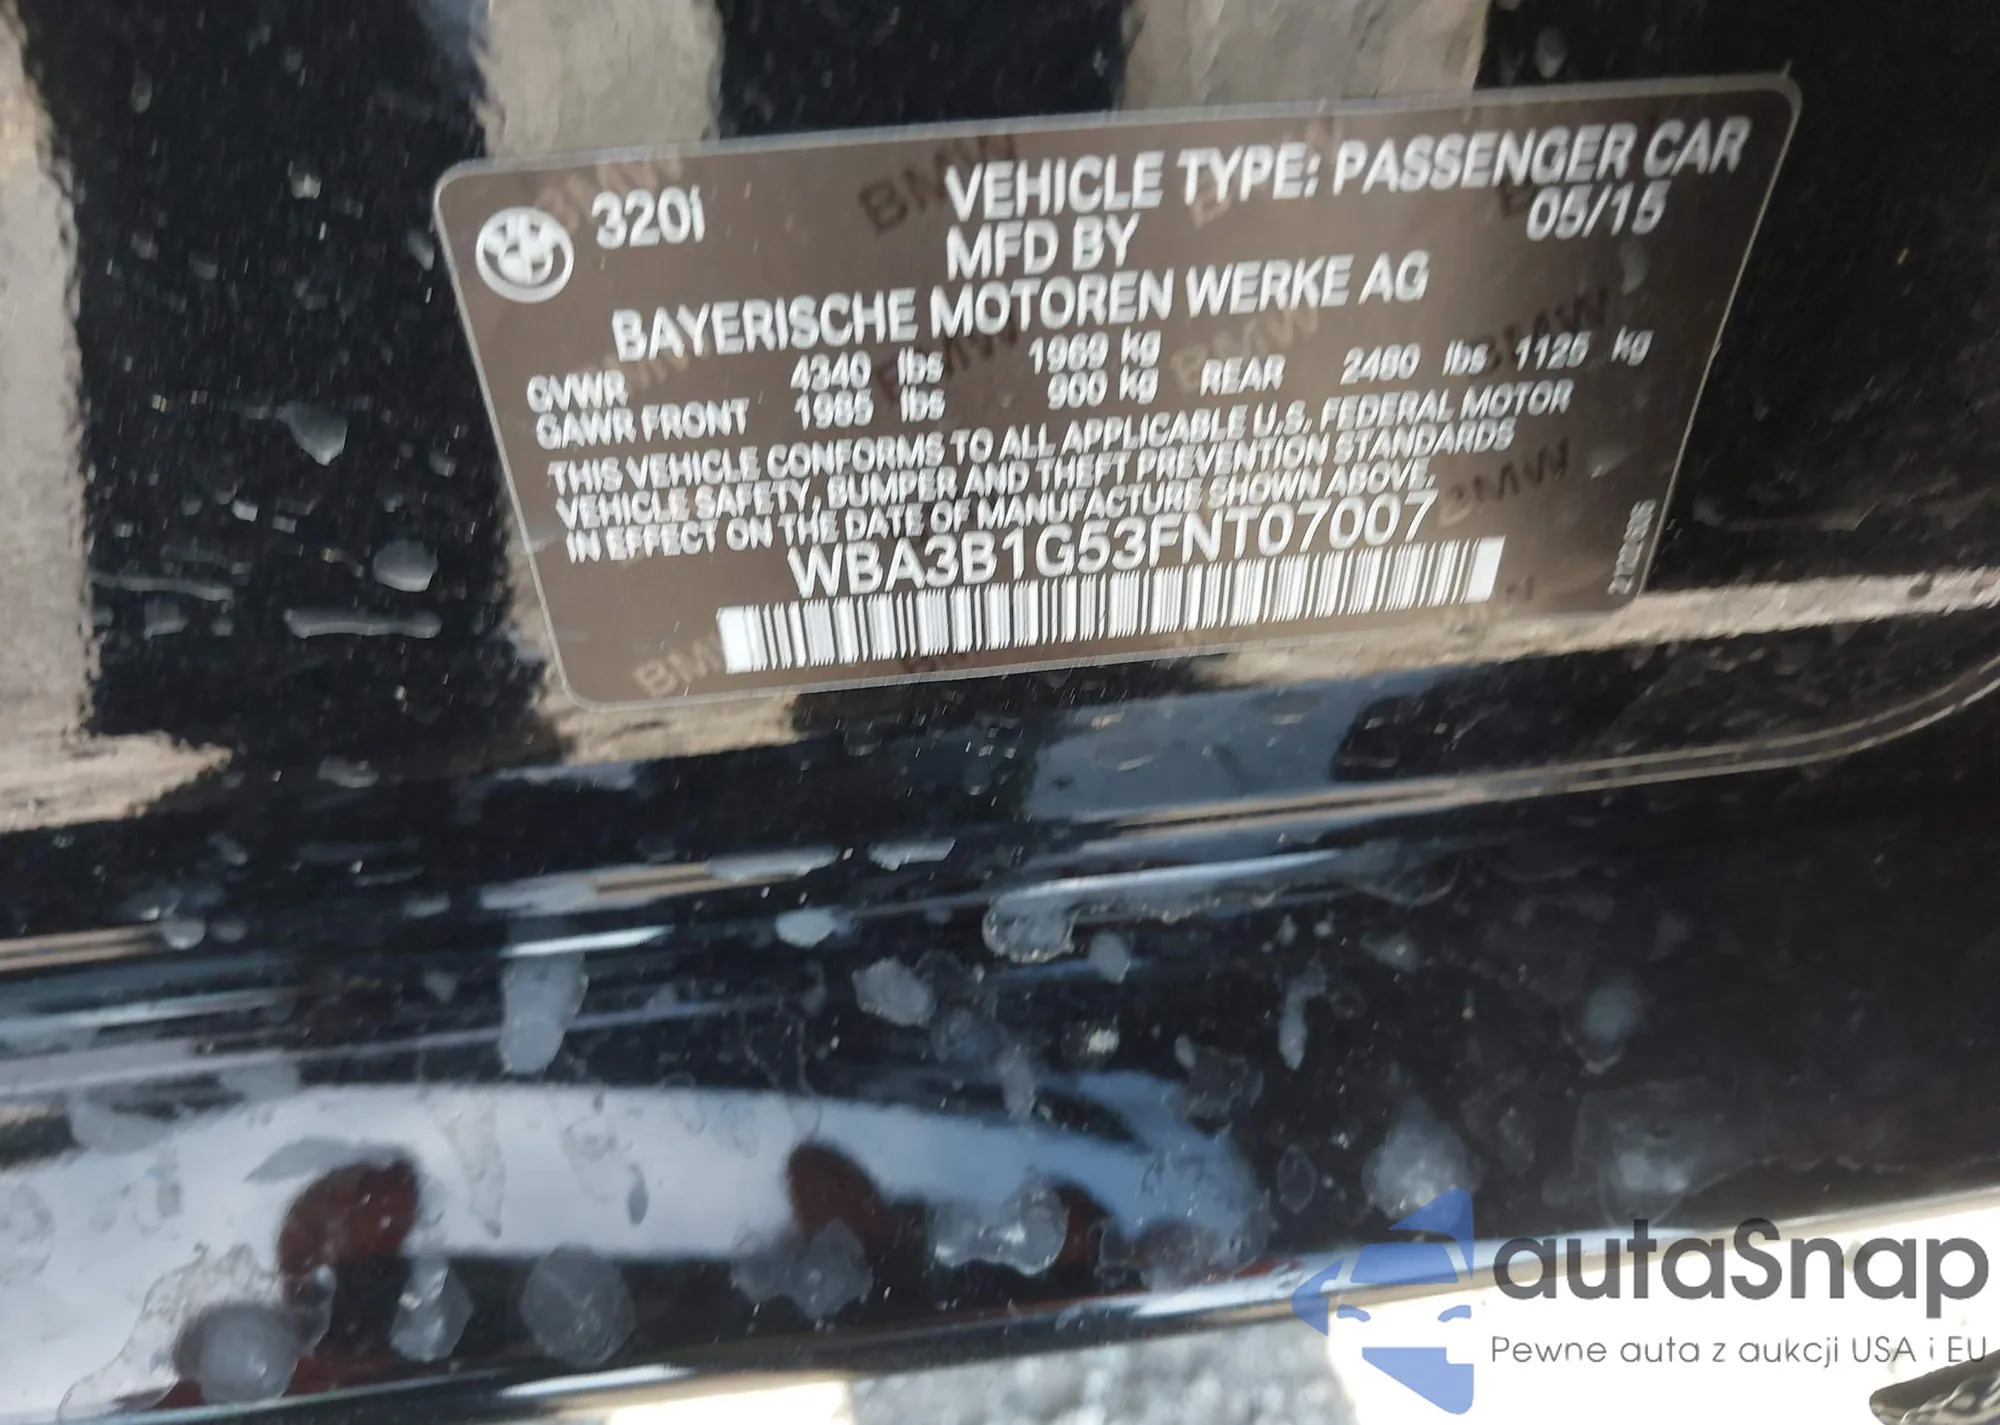 320i VEHICLE TYPE: PASSENGER CAR
MFD BY 05/15
BAYERISCHE MOTOREN WERKE AG
GVWR 4340 lbs 1969 kg
GAWR FRONT 1985 lbs 900 kg REAR 2480 lbs 1125 kg
THIS VEHICLE CONFORMS TO ALL APPLICABLE U.S. FEDERAL MOTOR
VEHICLE SAFETY, BUMPER AND THEFT PREVENTION STANDARDS
IN EFFECT ON THE DATE OF MANUFACTURE SHOWN ABOVE.
WBA3B1G53FNT07007
autaSnap
Pewne auta z aukcji USA i EU